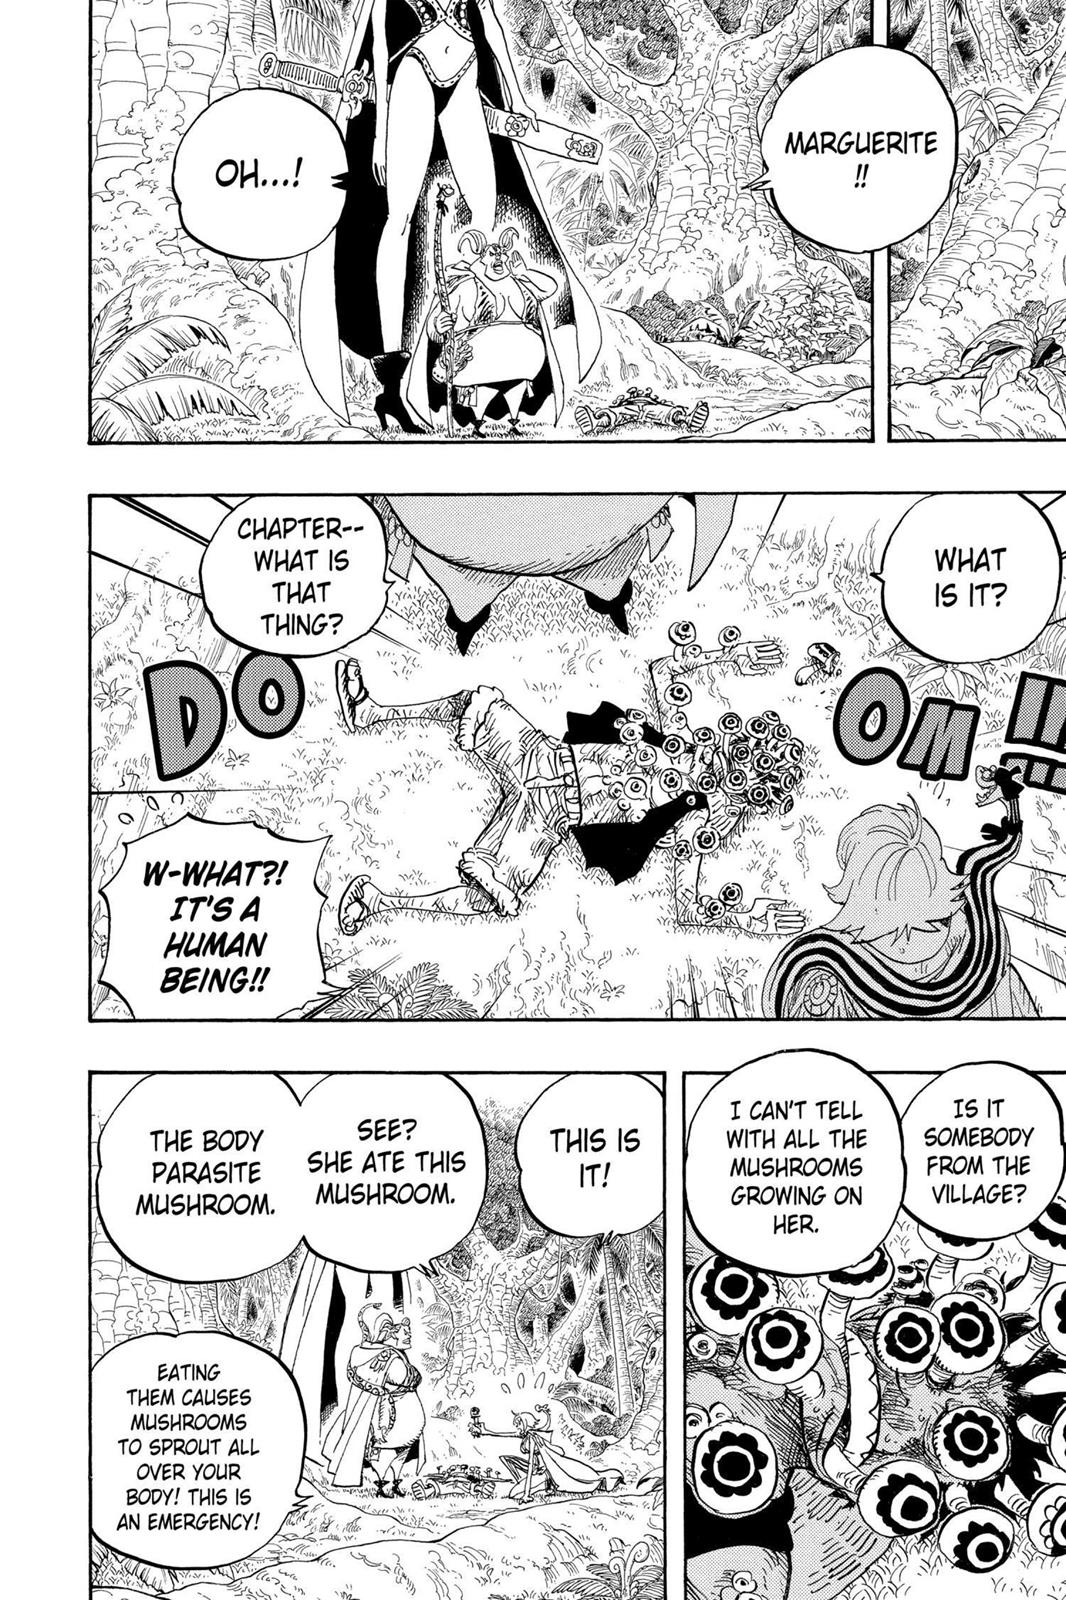 MARGUERITE
!!
OH...!
WHAT
IS IT?
CHAPTER--
WHAT IS
THAT
THING?
DO
OM
!!!
W-WHAT?!
IT'S A
HUMAN
BEING!!
IS IT
SOMEBODY
FROM THE
VILLAGE?
I CAN'T TELL
WITH ALL THE
MUSHROOMS
GROWING ON
HER.
THIS IS
IT!
SEE?
SHE ATE THIS
MUSHROOM.
THE BODY
PARASITE
MUSHROOM.
EATING
THEM CAUSES
MUSHROOMS
TO SPROUT ALL
OVER YOUR
BODY! THIS IS
AN EMERGENCY!